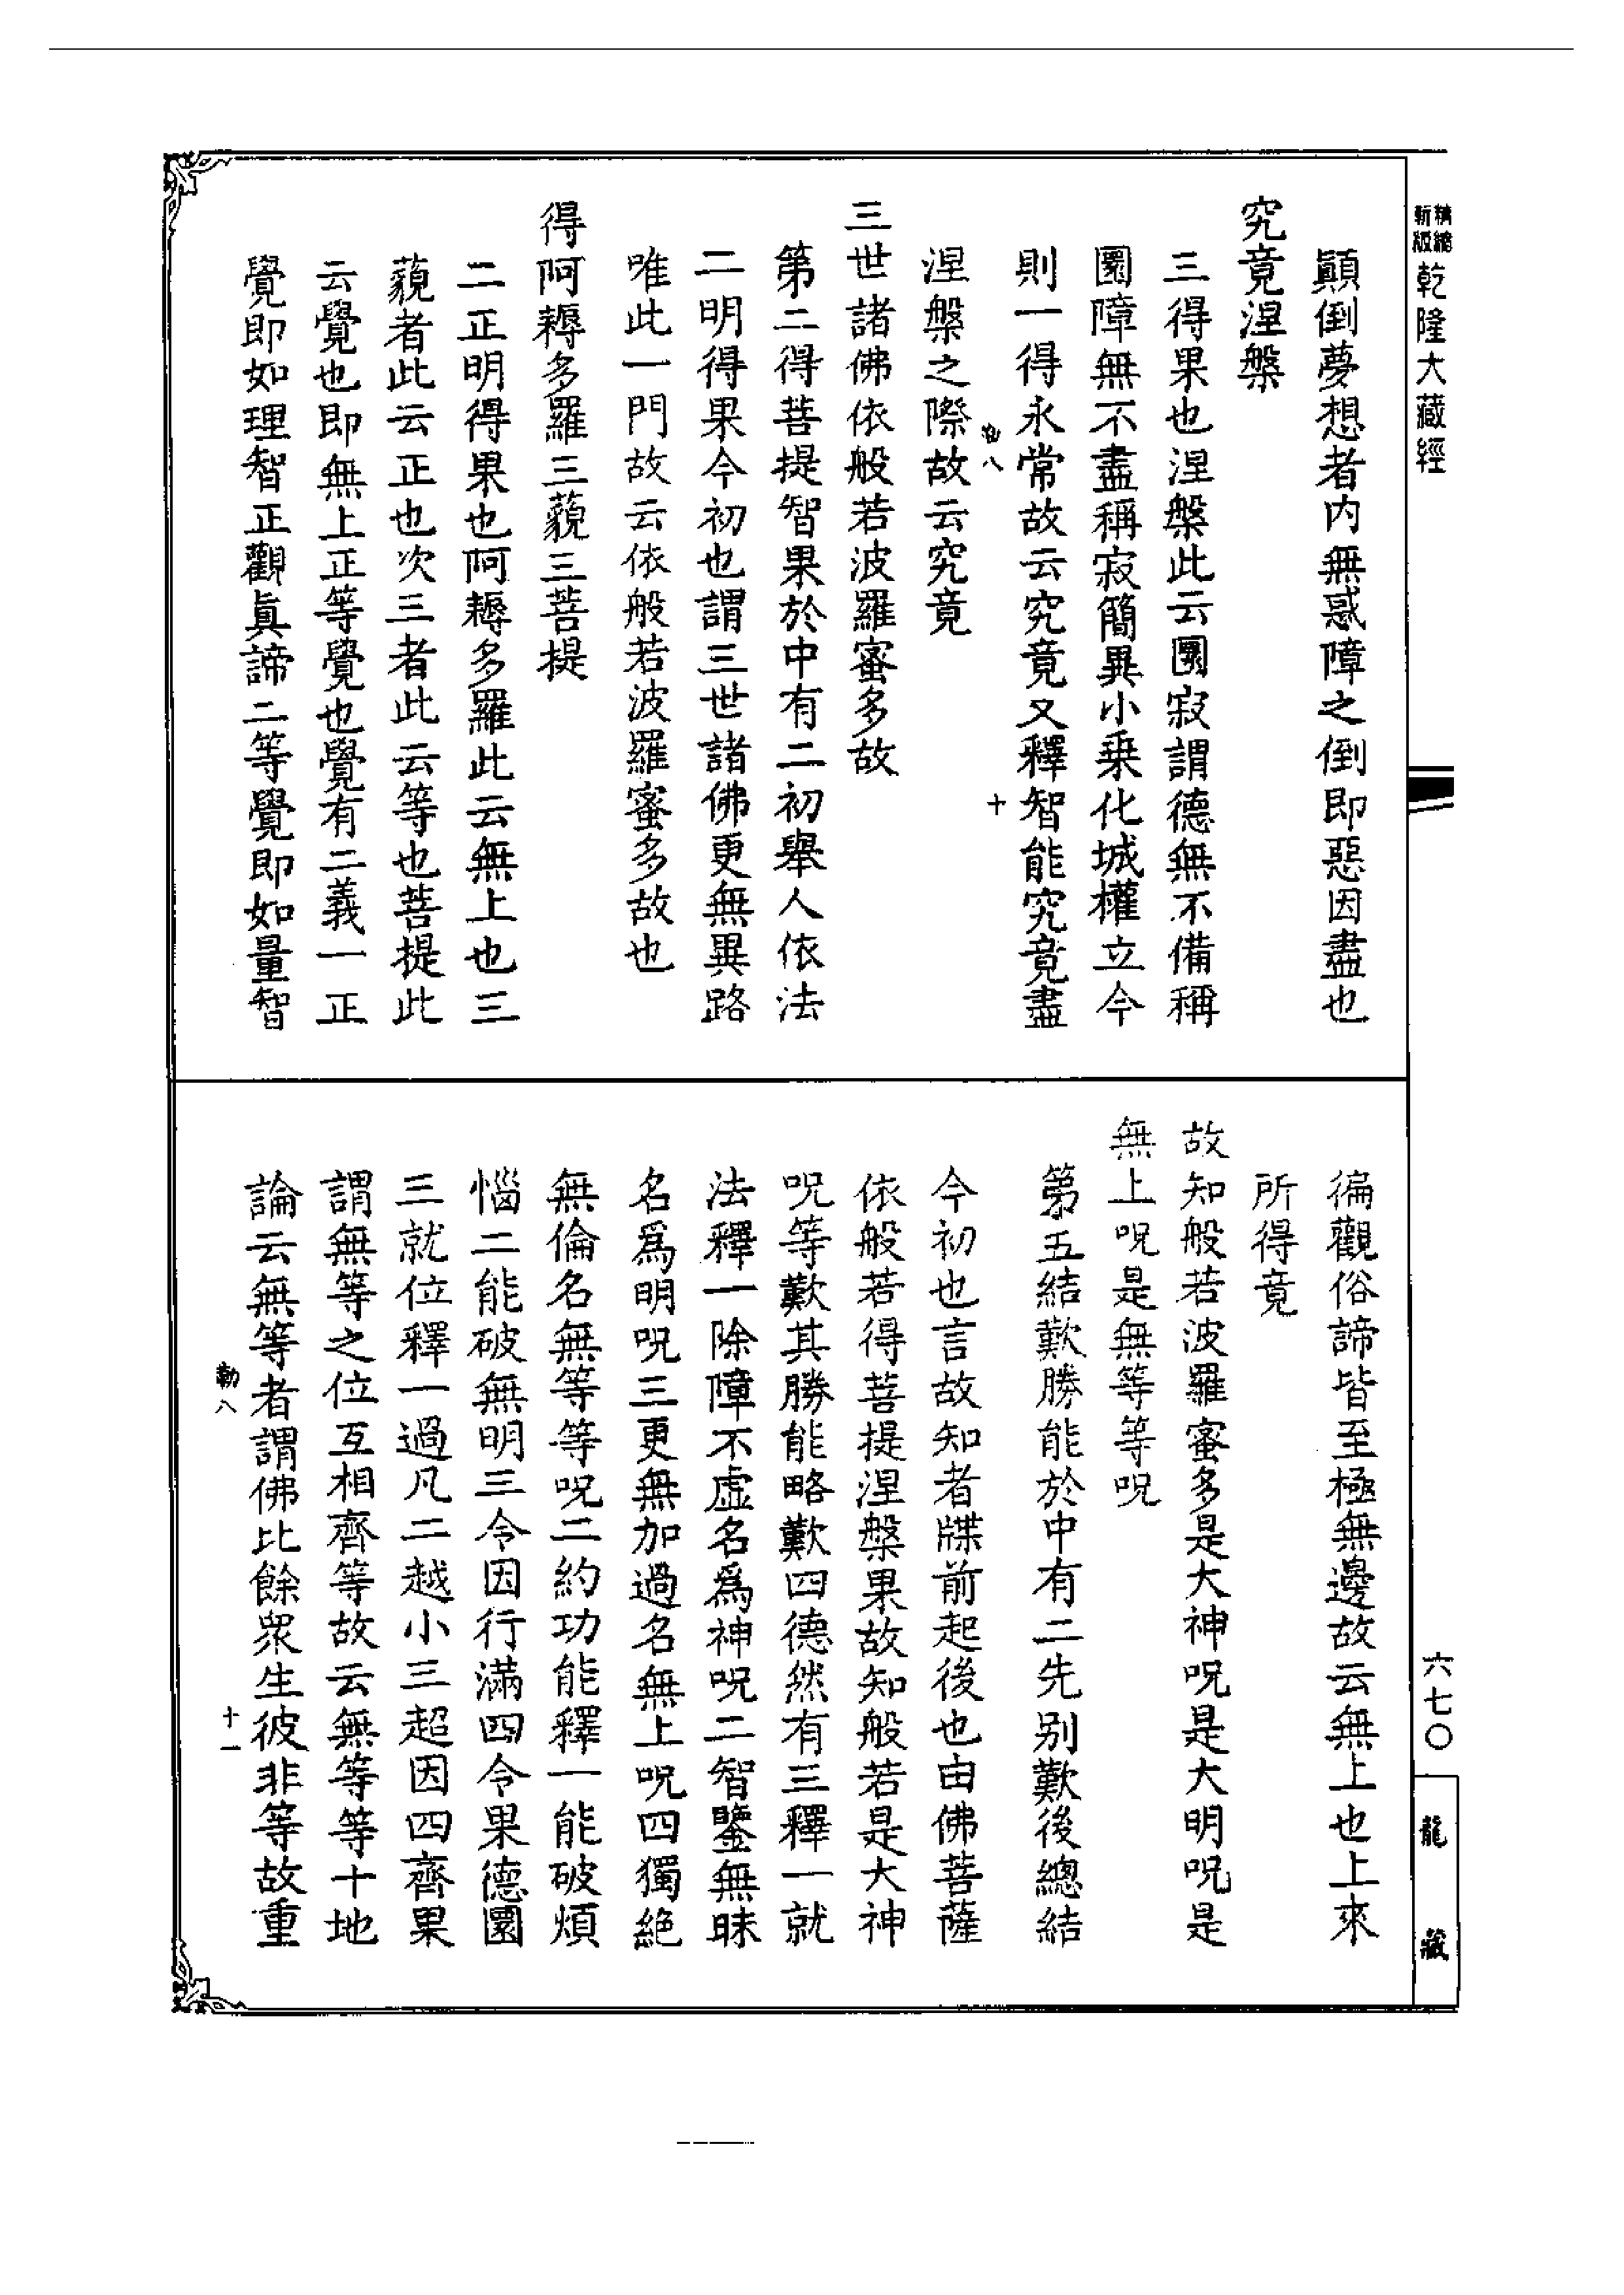 精縮
新版
乾隆大藏經
六七〇
龍藏
顚倒夢想者内無惑障之倒即惡因盡也
究竟涅槃
三得果也涅槃此云圓寂謂德無不備稱
圓障無不盡稱寂簡異小乗化城權立今
則一得永常故云究竟又釋智能究竟盡
八 十
涅槃之際故云究竟
三世諸佛依般若波羅蜜多故
第二得菩提智果於中有二初舉人依法
二明得果今初也謂三世諸佛更無異路
唯此一門故云依般若波羅蜜多故也
得阿耨多羅三藐三菩提
二正明得果也阿耨多羅此云無上也三
藐者此云正也次三者此云等也菩提此
云覺也即無上正等覺也覺有二義一正
覺即如理智正觀眞諦二等覺即如量智
徧觀俗諦皆至極無邊故云無上也上來
所得竟
故知般若波羅蜜多是大神呪是大明呪是
無上呪是無等等呪
第五結歎勝能於中有二先别歎後總結
今初也言故知者牒前起後也由佛菩薩
依般若得菩提涅槃果故知般若是大神
呪等歎其勝能略歎四德然有三釋一就
法釋一除障不虚名爲神呪二智鑒無昧
名爲明呪三更無加過名無上呪四獨絶
無倫名無等等呪二約功能釋一能破煩
惱二能破無明三令因行滿四令果德圓
三就位釋一過凡二越小三超因四齊果
謂無等之位互相齊等故云無等等十地
論云無等者謂佛比餘衆生彼非等故重
勒八 十一